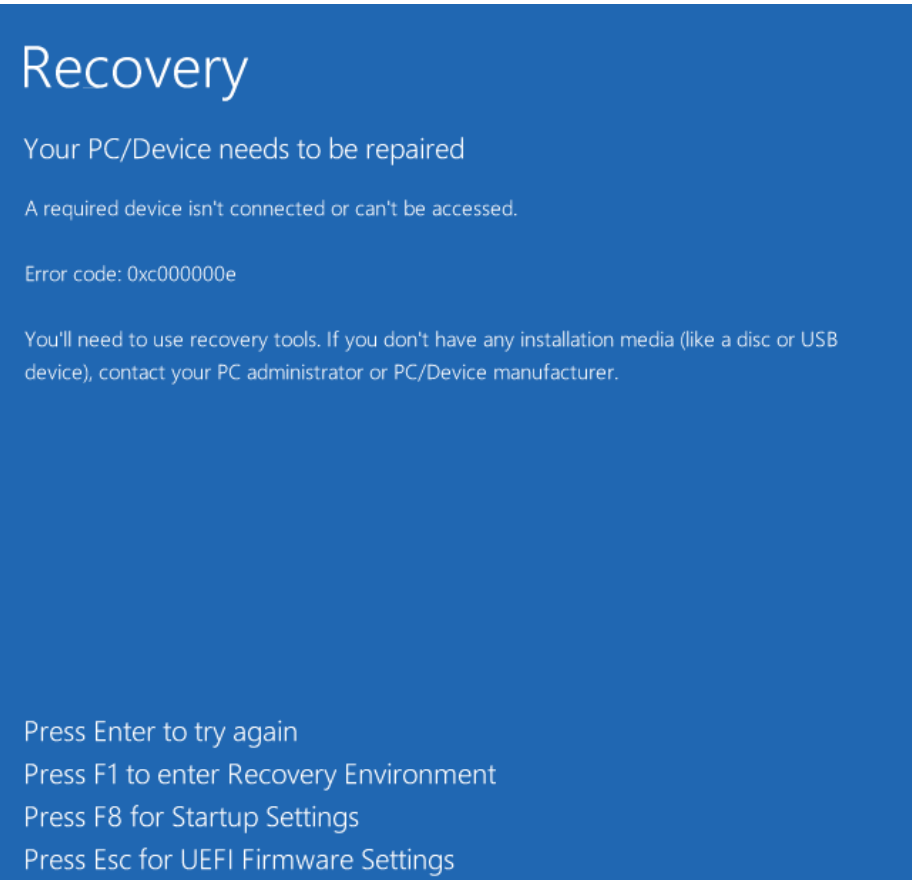 Recovery
Your PC/Device needs to be repaired
A required device isn't connected or can't be accessed.
Error code: 0xc000000e
You'll need to use recovery tools. If you don't have any installation media (like a disc or USB
device), contact your PC administrator or PC/Device manufacturer.
Press Enter to try again
Press F1 to enter Recovery Environment
Press F8 for Startup Settings
Press Esc for UEFI Firmware Settings